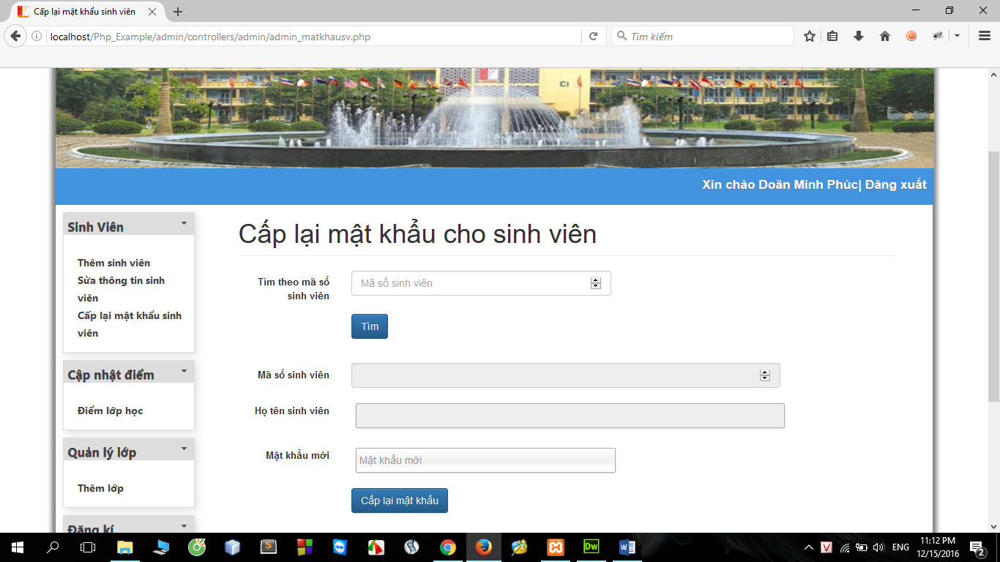 Cấp lại mật khẩu sinh viên
localhost/Php_Example/admin/controllers/admin/admin_matkhausv.php
Tìm kiếm
Xin chào Doãn Minh Phúc| Đăng xuất
Sinh Viên
Thêm sinh viên
Sửa thông tin sinh
viên
Cấp lại mật khẩu sinh
viên
Cập nhật điểm
Điểm lớp học
Quản lý lớp
Thêm lớp
Đăng kí
Cấp lại mật khẩu cho sinh viên
Tìm theo mã số
sinh viên
Mã số sinh viên
Tìm
Mã số sinh viên
Họ tên sinh viên
Mật khẩu mới
Mật khẩu mới
Cấp lại mật khẩu
ENG
11:12 PM
12/15/2016
2